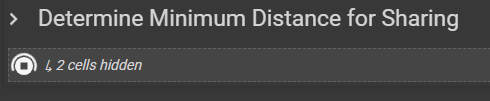 Determine Minimum Distance for Sharing
↳ 2 cells hidden